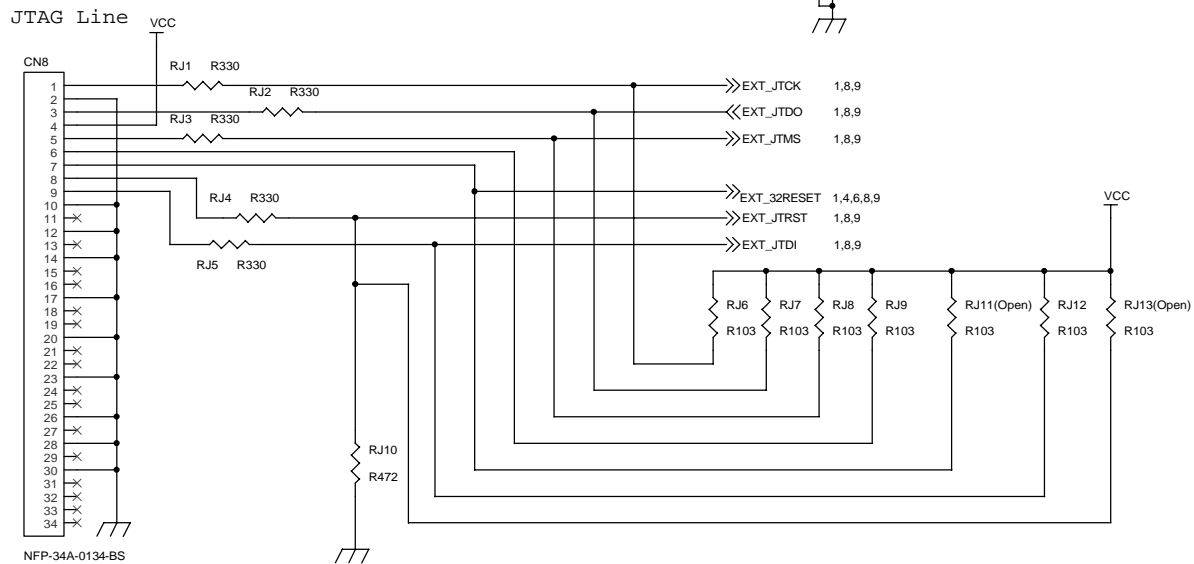 JTAG Line
VCC
CN8
RJ1 R330
RJ2 R330
RJ3 R330
RJ4 R330
RJ5 R330
1
2
3
4
5
6
7
8
9
10
11
12
13
14
15
16
17
18
19
20
21
22
23
24
25
26
27
28
29
30
31
32
33
34
NFP-34A-0134-BS
EXT_JTCK 1,8,9
EXT_JTDO 1,8,9
EXT_JTMS 1,8,9
EXT_32RESET 1,4,6,8,9
EXT_JTRST 1,8,9
EXT_JTDI 1,8,9
VCC
RJ6 RJ7 RJ8 RJ9 RJ11(Open) RJ12 RJ13(Open)
R103 R103 R103 R103 R103 R103 R103
RJ10
R472